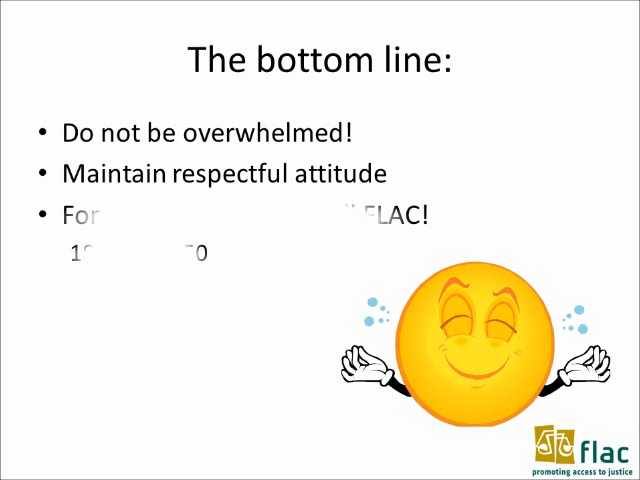 The bottom line:
• Do not be overwhelmed!
• Maintain respectful attitude
• For FLAC!
flac
promoting access to justice